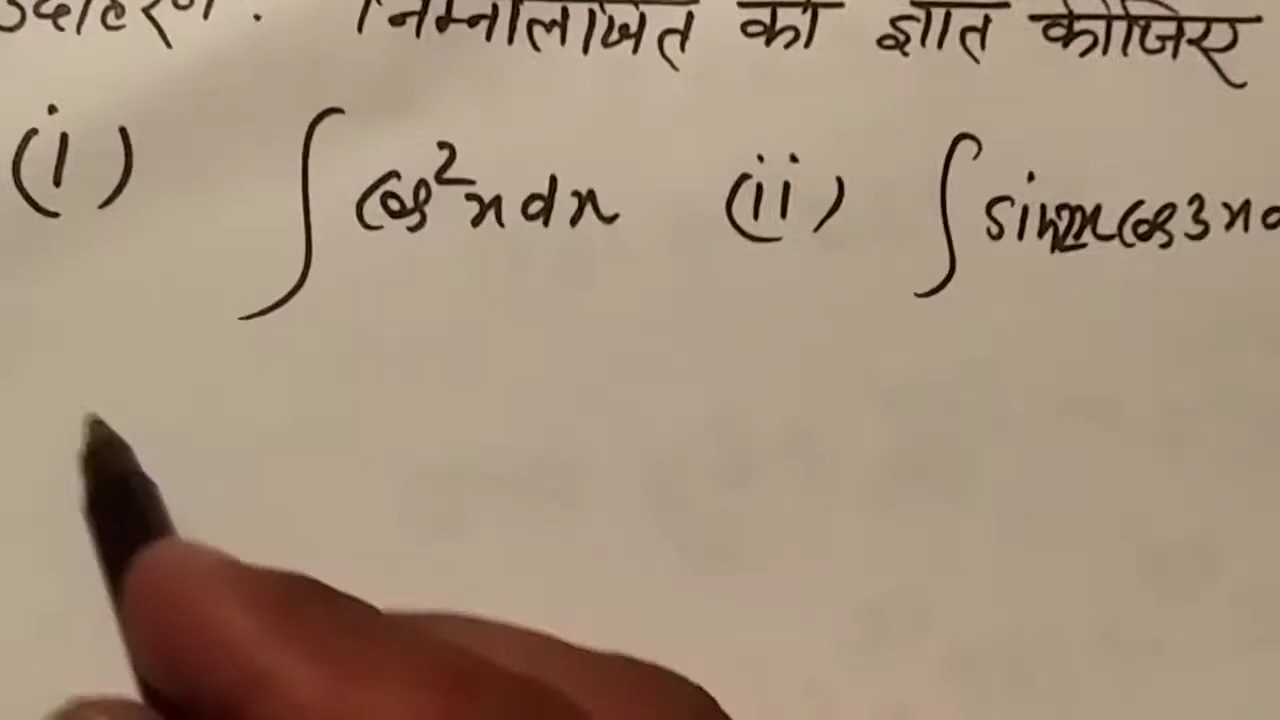 उदाहरण. निम्नलिखित को ज्ञात कीजिए
(i) ∫cos²x dx (ii) ∫sin2x cos3x d